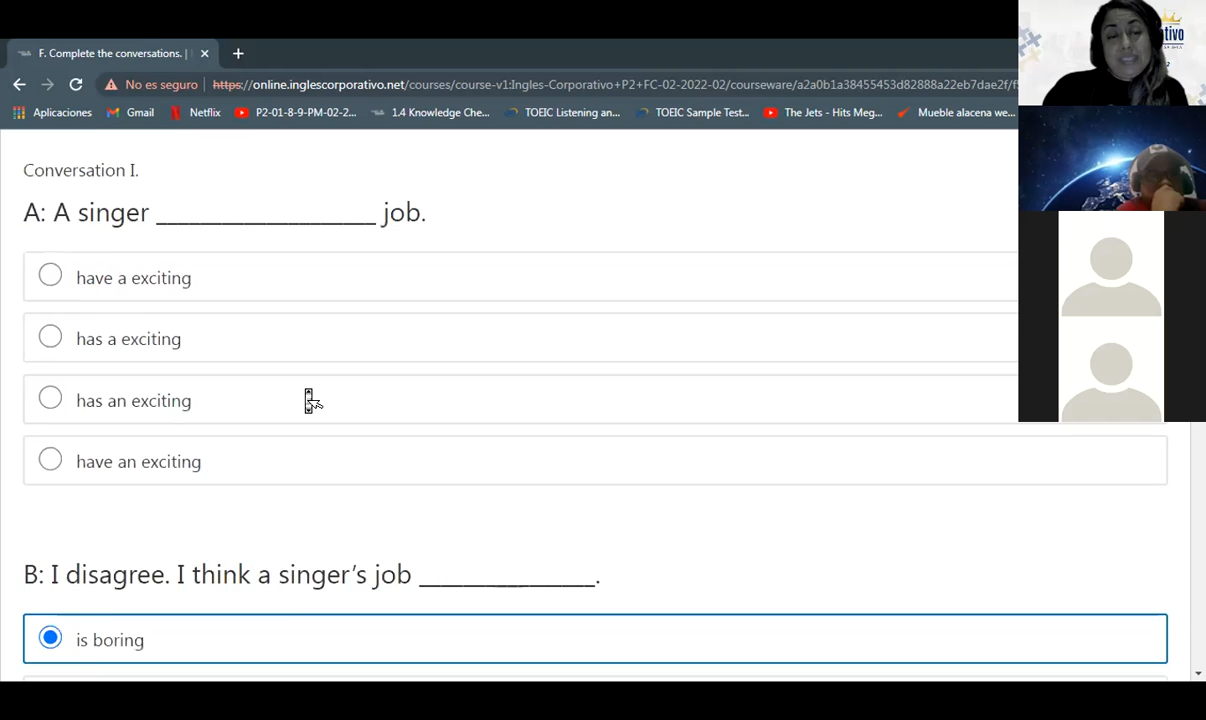 F. Complete the conversations. |
No es seguro | https://online.inglescorporativo.net/courses/course-v1:Ingles-Corporativo+P2+FC-02-2022-02/courseware/a2a0b1a38455453d82888a22eb7dae2f/f
Aplicaciones Gmail Netflix P2-01-8-9-PM-02-2... 1.4 Knowledge Che... TOEIC Listening an... TOEIC Sample Test... The Jets - Hits Meg... Mueble alacena we...
Conversation I.
A: A singer ___________________ job.
have a exciting
has a exciting
has an exciting
have an exciting
B: I disagree. I think a singer’s job _______________.
is boring